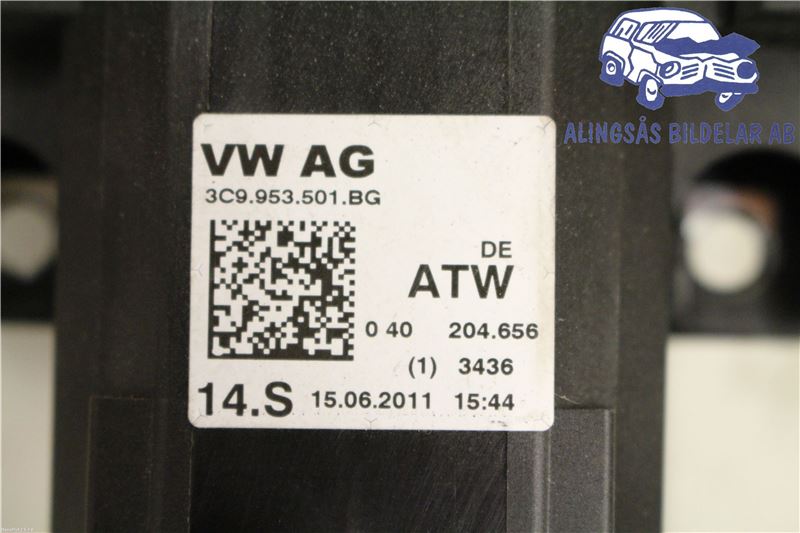 ALINGSÅS BILDELAR AB
VW AG
3C9.953.501.BG
DE
ATW
0 40 204.656
(1) 3436
14.S 15.06.2011 15:44